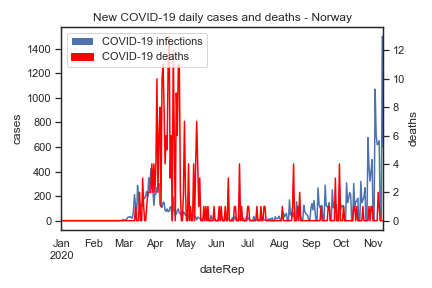 New COVID-19 daily cases and deaths - Norway
COVID-19 infections
COVID-19 deaths
1400
1200
1000
800
600
400
200
0
cases
12
10
8
6
4
2
0
deaths
Jan Feb Mar Apr May Jun Jul Aug Sep Oct Nov
2020
dateRep